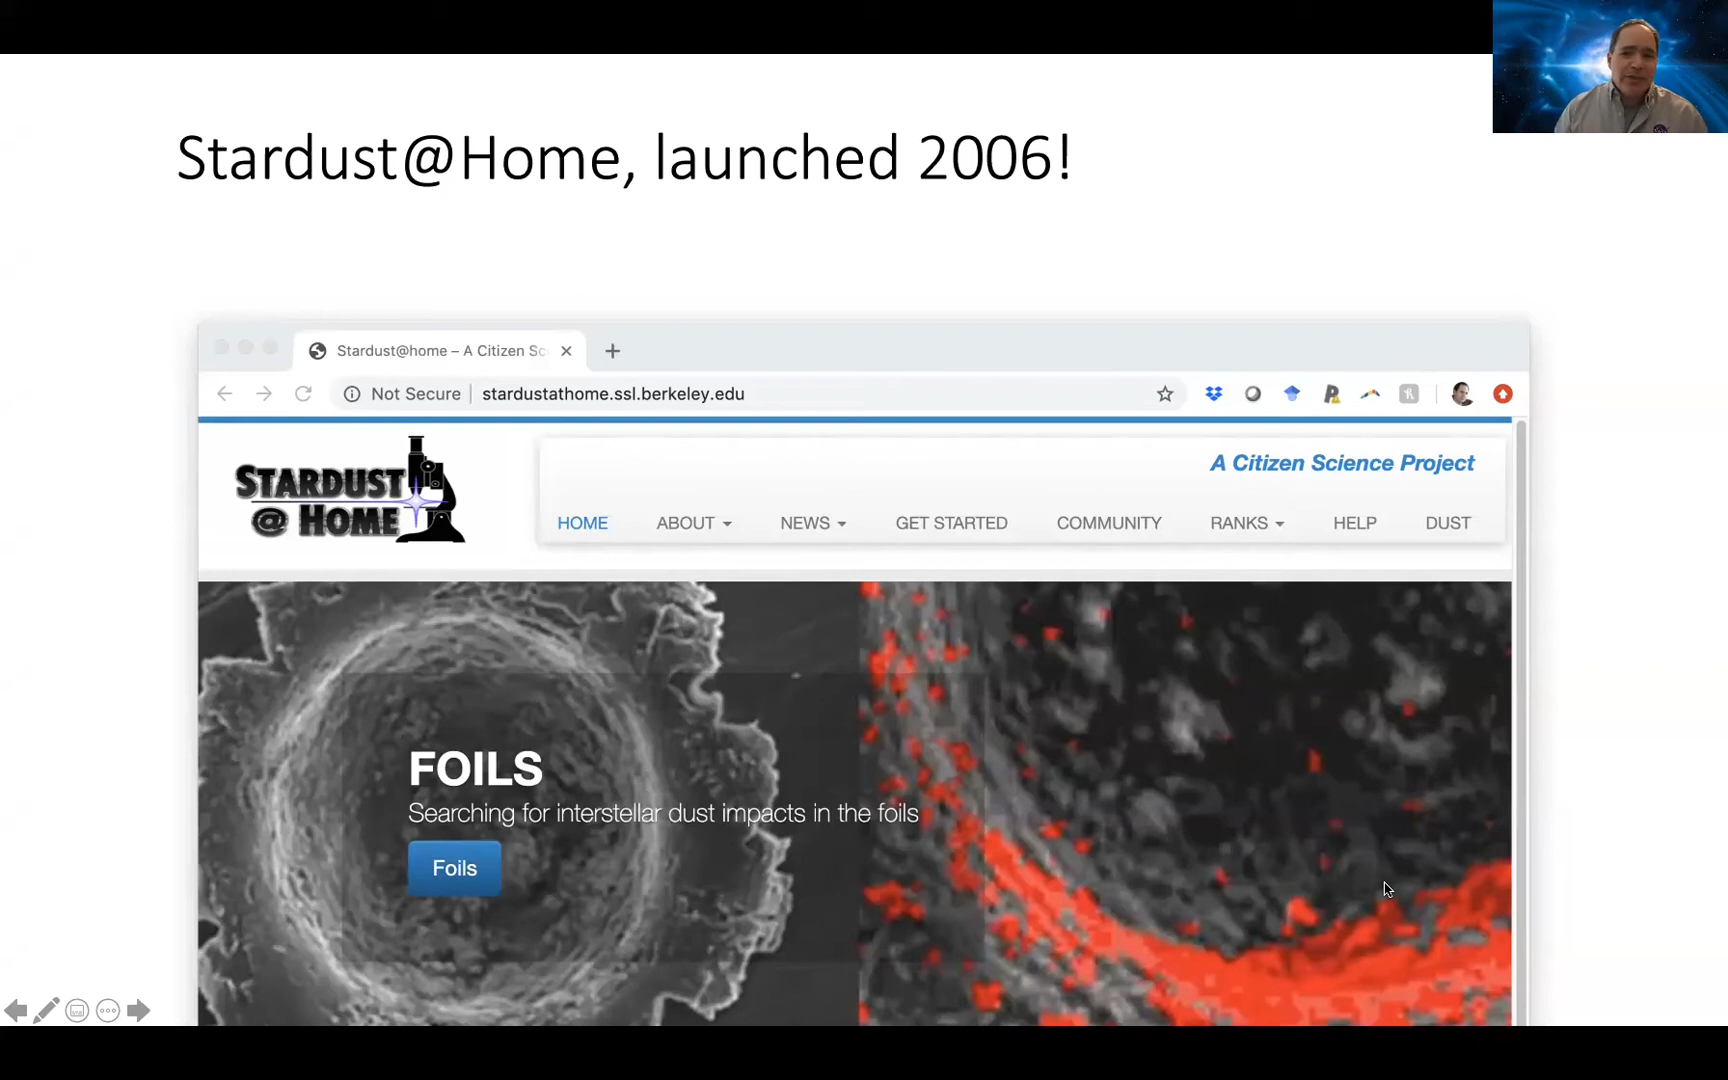 Stardust@Home, launched 2006!
Stardust@home – A Citizen Sc
Not Secure stardustathome.ssl.berkeley.edu
STARDUST
@ HOME
A Citizen Science Project
HOME ABOUT NEWS GET STARTED COMMUNITY RANKS HELP DUST
FOILS
Searching for interstellar dust impacts in the foils
Foils